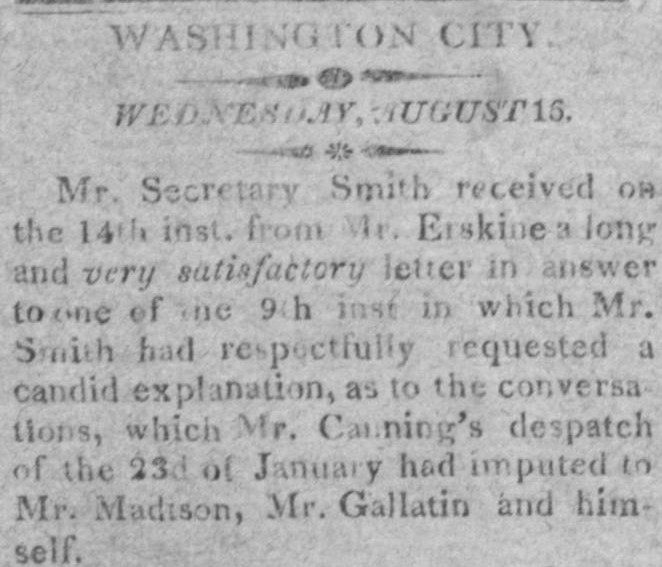 WASHINGTON CITY.
WEDNESDAY, AUGUST 16.
Mr. Secretary Smith received on
the 14th inst. from Mr. Erskine a long
and very satisfactory letter in answer
to one of the 9th inst in which Mr.
Smith had respectfully requested a
candid explanation, as to the conversa-
tions, which Mr. Canning's despatch
of the 23d of January had imputed to
Mr. Madison, Mr. Gallatin and him-
self.